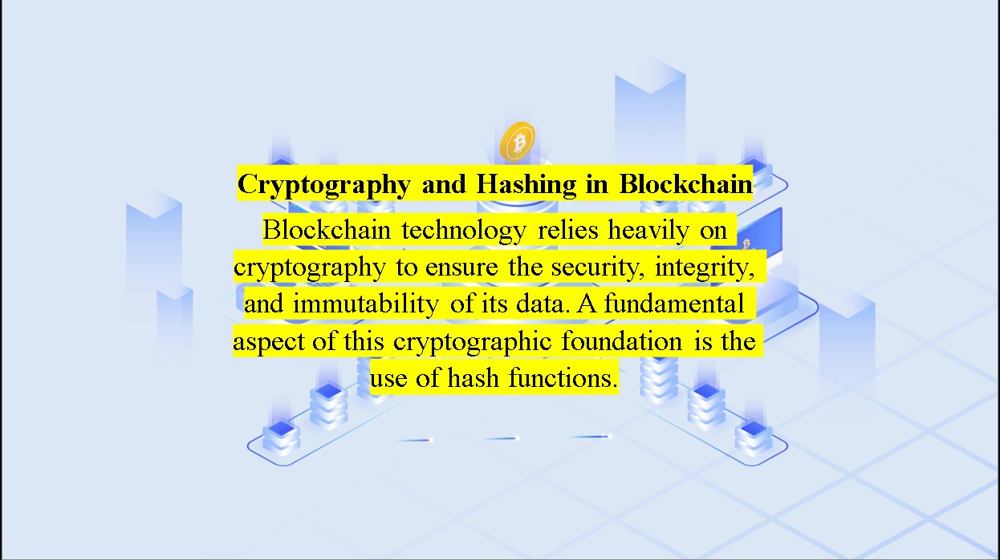 Cryptography and Hashing in Blockchain
Blockchain technology relies heavily on
cryptography to ensure the security, integrity,
and immutability of its data. A fundamental
aspect of this cryptographic foundation is the
use of hash functions.